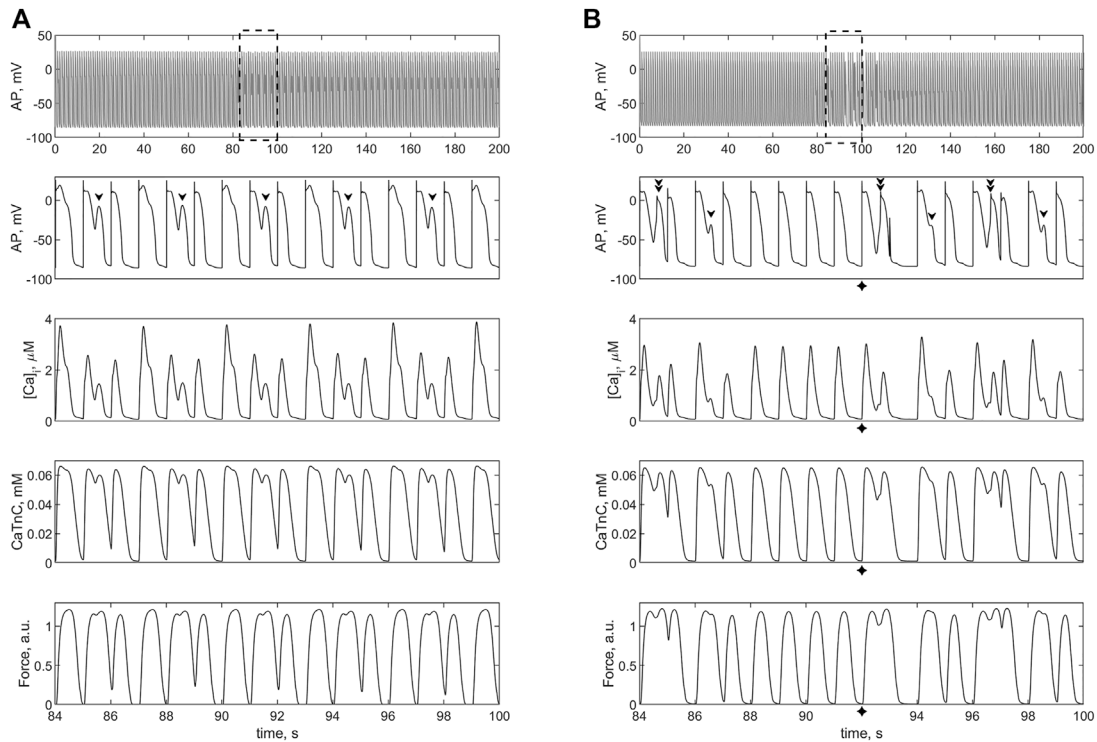 A
B
50
0
-50
-100
AP, mV
0 20 40 60 80 100 120 140 160 180 200
50
0
-50
-100
AP, mV
0 20 40 60 80 100 120 140 160 180 200
0
-50
-100
AP, mV
0
-50
-100
AP, mV
4
2
0
[Ca]i, μM
4
2
0
[Ca]i, μM
0.06
0.04
0.02
0
CaTnC, mM
0.06
0.04
0.02
0
CaTnC, mM
1
0.5
0
Force, a.u.
84 86 88 90 92 94 96 98 100
time, s
1
0.5
0
Force, a.u.
84 86 88 90 92 94 96 98 100
time, s